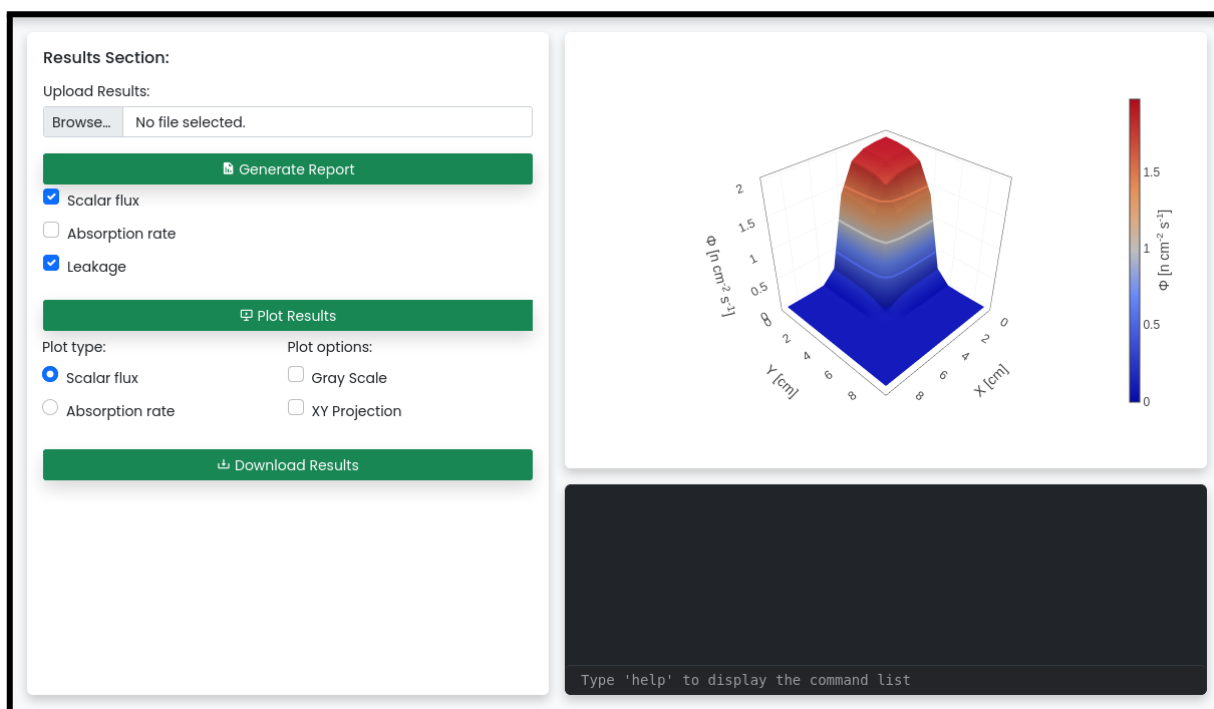 Results Section:
Upload Results:
Browse... No file selected.
Generate Report
Scalar flux
Absorption rate
Leakage
Plot Results
Plot type: Plot options:
Scalar flux Gray Scale
Absorption rate XY Projection
Download Results
2
1.5
1
0.5
0
Φ [n cm⁻² s⁻¹]
0
2
4
6
8
Y [cm]
0
2
4
6
8
X [cm]
1.5
1
0.5
0
Φ [n cm⁻² s⁻¹]
Type 'help' to display the command list